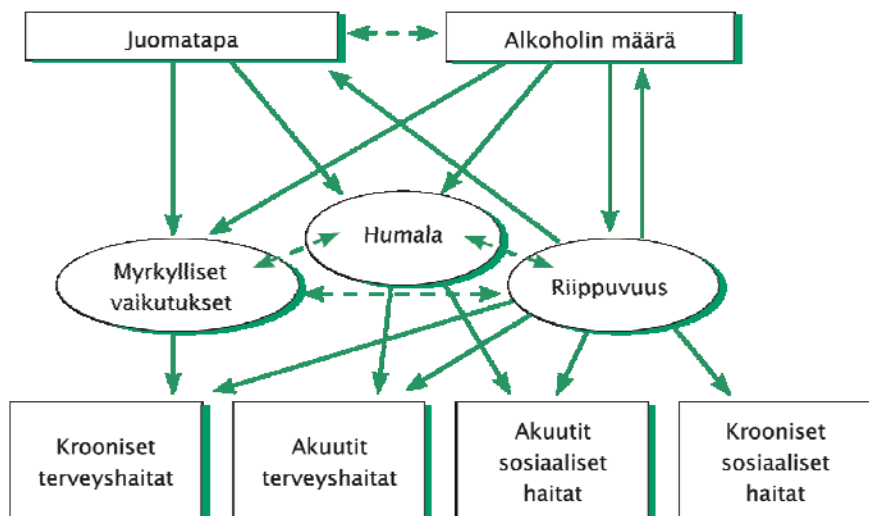 Juomatapa
Alkoholin määrä
Humala
Myrkylliset
vaikutukset
Riippuvuus
Krooniset
terveyshaitat
Akuutit
terveyshaitat
Akuutit
sosiaaliset
haitat
Krooniset
sosiaaliset
haitat